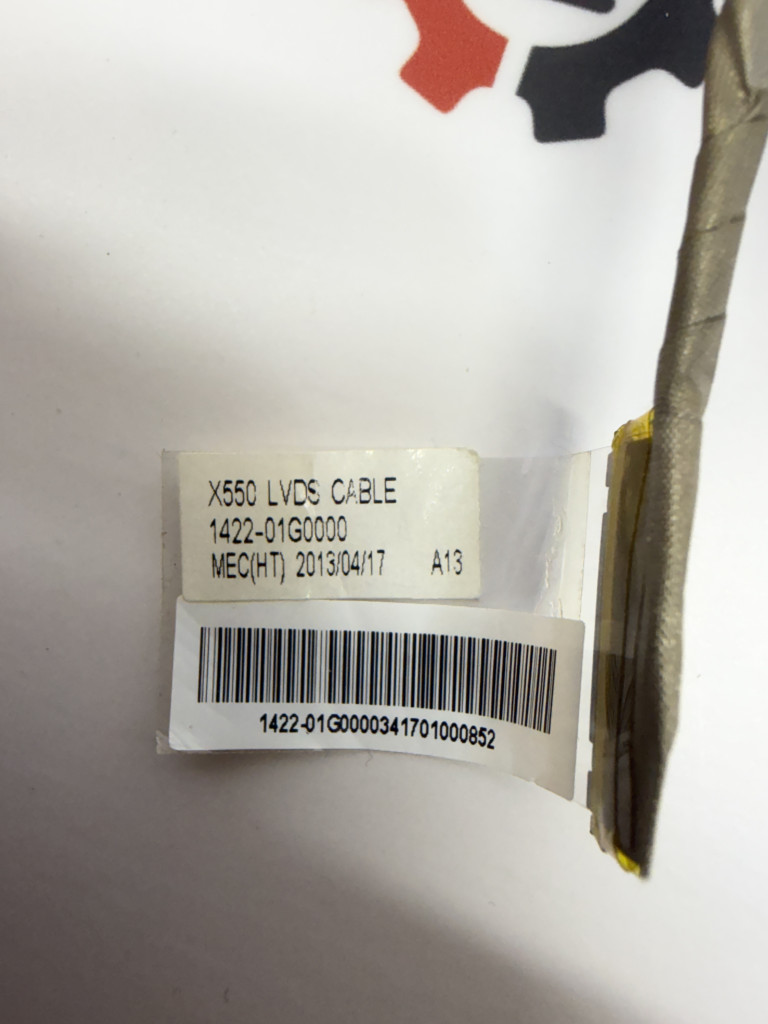 X550 LVDS CABLE
1422-01G0000
MEC(HT) 2013/04/17 A13
1422-01G0000341701000852